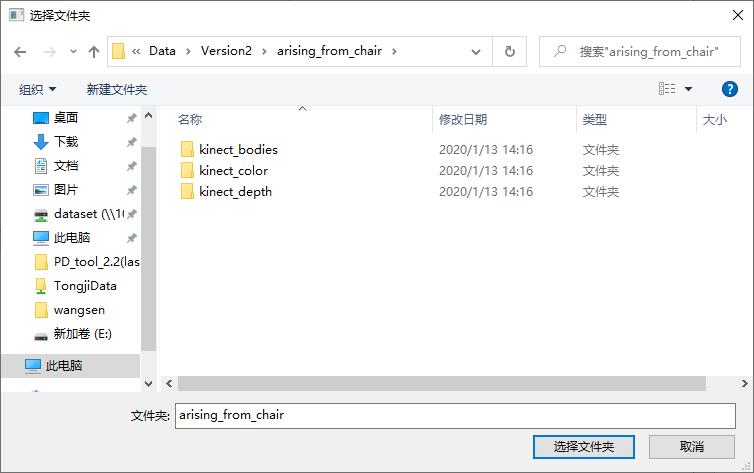 选择文件夹
« Data › Version2 › arising_from_chair ›
搜索"arising_from_chair"
组织
新建文件夹
桌面
下载
文档
图片
dataset (\\10
此电脑
PD_tool_2.2(las
TongjiData
wangsen
新加卷 (E:)
此电脑
名称 修改日期 类型 大小
kinect_bodies 2020/1/13 14:16 文件夹
kinect_color 2020/1/13 14:16 文件夹
kinect_depth 2020/1/13 14:16 文件夹
文件夹: arising_from_chair
选择文件夹 取消